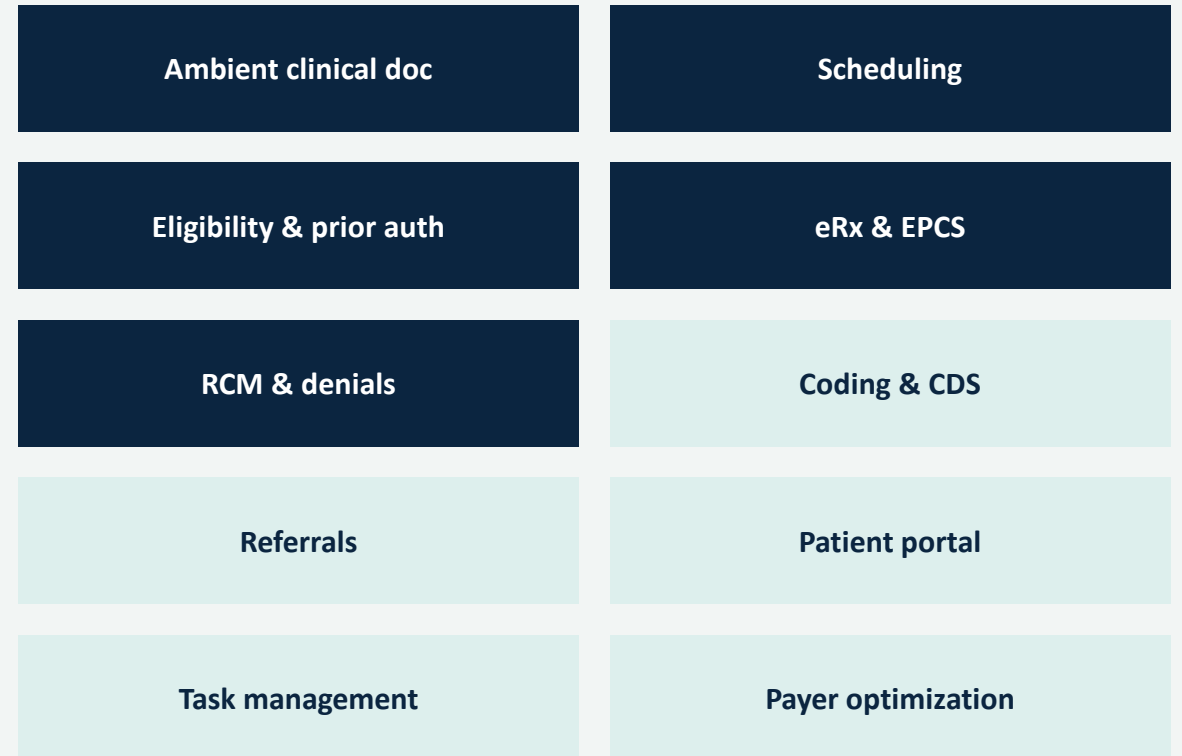 Ambient clinical doc
Scheduling
Eligibility & prior auth
eRx & EPCS
RCM & denials
Coding & CDS
Referrals
Patient portal
Task management
Payer optimization